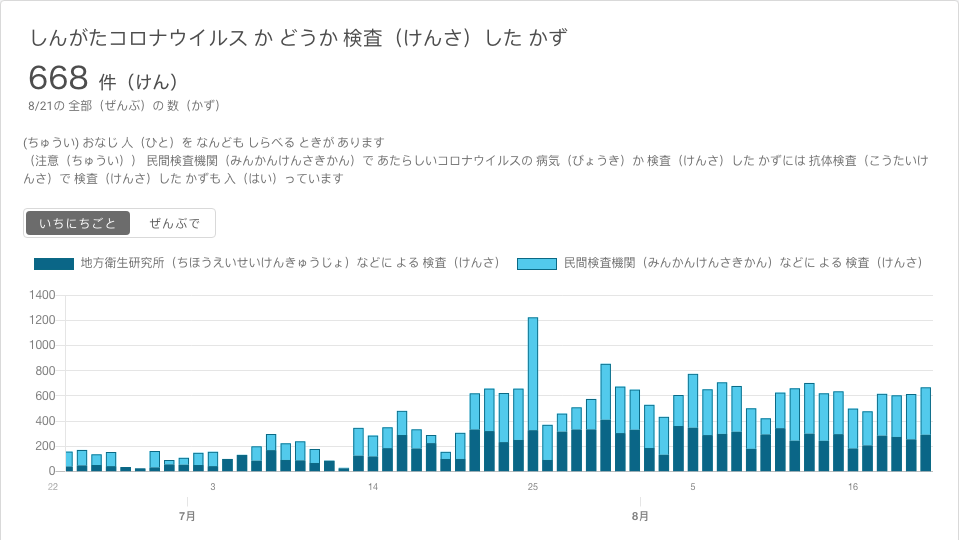 しんがたコロナウイルス か どうか 検査（けんさ）した かず
668 件（けん）
8/21の 全部（ぜんぶ）の 数（かず）
(ちゅうい) おなじ 人（ひと）を なんども しらべる ときが あります
（注意（ちゅうい）） 民間検査機関（みんかんけんさきかん）で あたらしいコロナウイルスの 病気（びょうき）か 検査（けんさ）した かずには 抗体検査（こうたいけ
んさ）で 検査（けんさ）した かずも 入（はい）っています
いちにちごと ぜんぶで
地方衛生研究所（ちほうえいせいけんきゅうじょ）などに よる 検査（けんさ） 民間検査機関（みんかんけんさきかん）などに よる 検査（けんさ）
1400
1200
1000
800
600
400
200
0
22 3 14 25 5 16
7月 8月